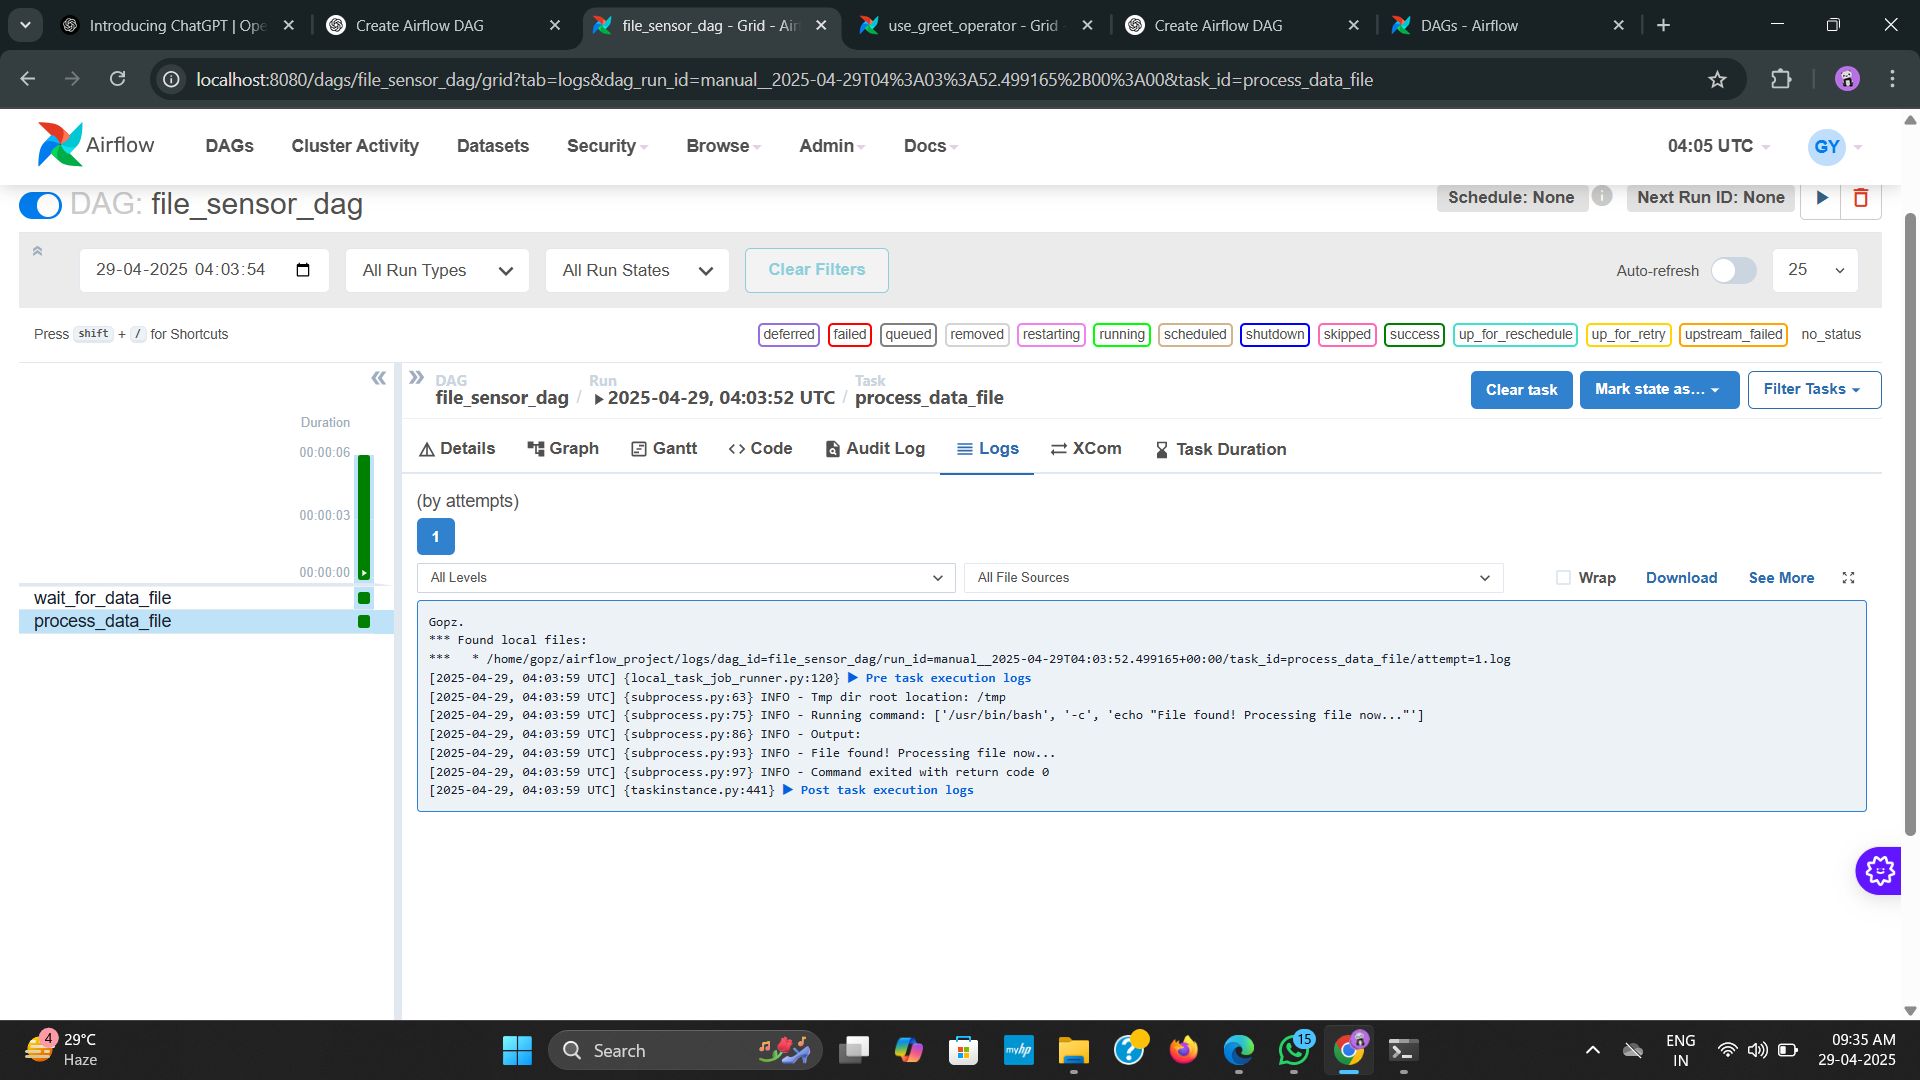 Introducing ChatGPT | Ope
Create Airflow DAG
file_sensor_dag - Grid - Air
use_greet_operator - Grid
Create Airflow DAG
DAGs - Airflow
localhost:8080/dags/file_sensor_dag/grid?tab=logs&dag_run_id=manual__2025-04-29T04%3A03%3A52.499165%2B00%3A00&task_id=process_data_file
Airflow
DAGs
Cluster Activity
Datasets
Security
Browse
Admin
Docs
04:05 UTC
GY
DAG: file_sensor_dag
Schedule: None
Next Run ID: None
29-04-2025 04:03:54
All Run Types
All Run States
Clear Filters
Auto-refresh
25
Press shift + / for Shortcuts
deferred
failed
queued
removed
restarting
running
scheduled
shutdown
skipped
success
up_for_reschedule
up_for_retry
upstream_failed
no_status
Duration
00:00:06
00:00:03
00:00:00
wait_for_data_file
process_data_file
DAG
file_sensor_dag
/
Run
2025-04-29, 04:03:52 UTC
/
Task
process_data_file
Clear task
Mark state as...
Filter Tasks
Details
Graph
Gantt
Code
Audit Log
Logs
XCom
Task Duration
(by attempts)
1
All Levels
All File Sources
Wrap
Download
See More
Gopz.
*** Found local files:
***   * /home/gopz/airflow_project/logs/dag_id=file_sensor_dag/run_id=manual__2025-04-29T04:03:52.499165+00:00/task_id=process_data_file/attempt=1.log
[2025-04-29, 04:03:59 UTC] {local_task_job_runner.py:120} ▶ Pre task execution logs
[2025-04-29, 04:03:59 UTC] {subprocess.py:63} INFO - Tmp dir root location: /tmp
[2025-04-29, 04:03:59 UTC] {subprocess.py:75} INFO - Running command: ['/usr/bin/bash', '-c', 'echo "File found! Processing file now..."']
[2025-04-29, 04:03:59 UTC] {subprocess.py:86} INFO - Output:
[2025-04-29, 04:03:59 UTC] {subprocess.py:93} INFO - File found! Processing file now...
[2025-04-29, 04:03:59 UTC] {subprocess.py:97} INFO - Command exited with return code 0
[2025-04-29, 04:03:59 UTC] {taskinstance.py:441} ▶ Post task execution logs
4
29°C
Haze
Search
myhp
15
ENG
IN
09:35 AM
29-04-2025